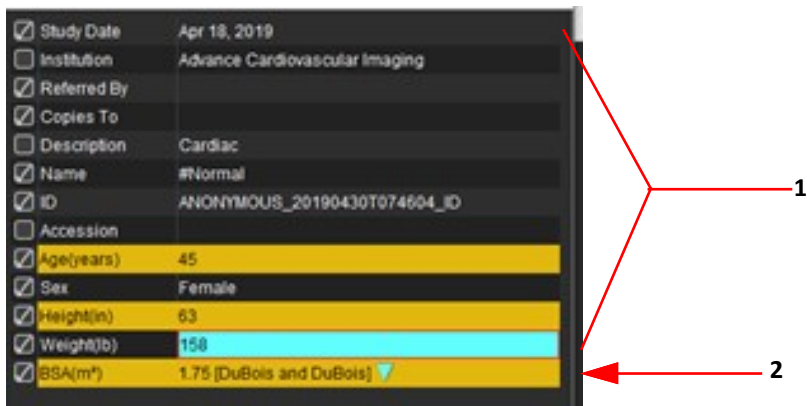 Study Date Apr 18, 2019
Institution Advance Cardiovascular Imaging
Referred By
Copies To
Description Cardiac
Name #Normal
ID ANONYMOUS_20190430T074604_ID
Accession
Age(years) 45
Sex Female
Height(in) 63
Weight(lb) 158
BSA(m²) 1.75 [DuBois and DuBois]
1
2